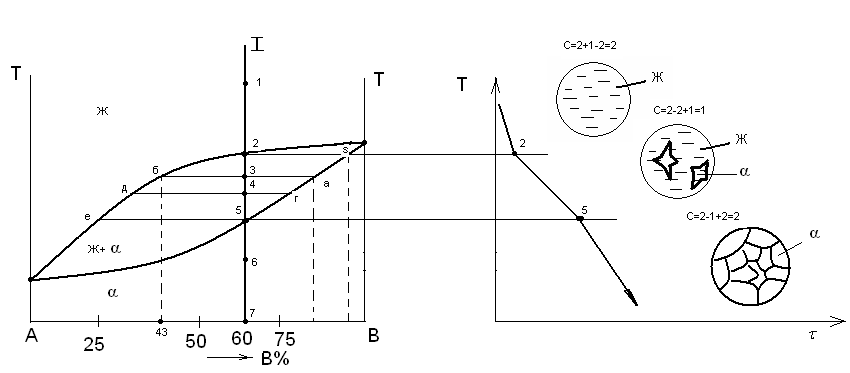 I
T
T
T
1
ж
2
б
s
3
а
4
д
г
е
5
ж+ α
6
α
7
А
25
43
50
60
75
В
В%
2
5
τ
С=2+1-2=2
Ж
С=2-2+1=1
Ж
α
С=2-1+2=2
α